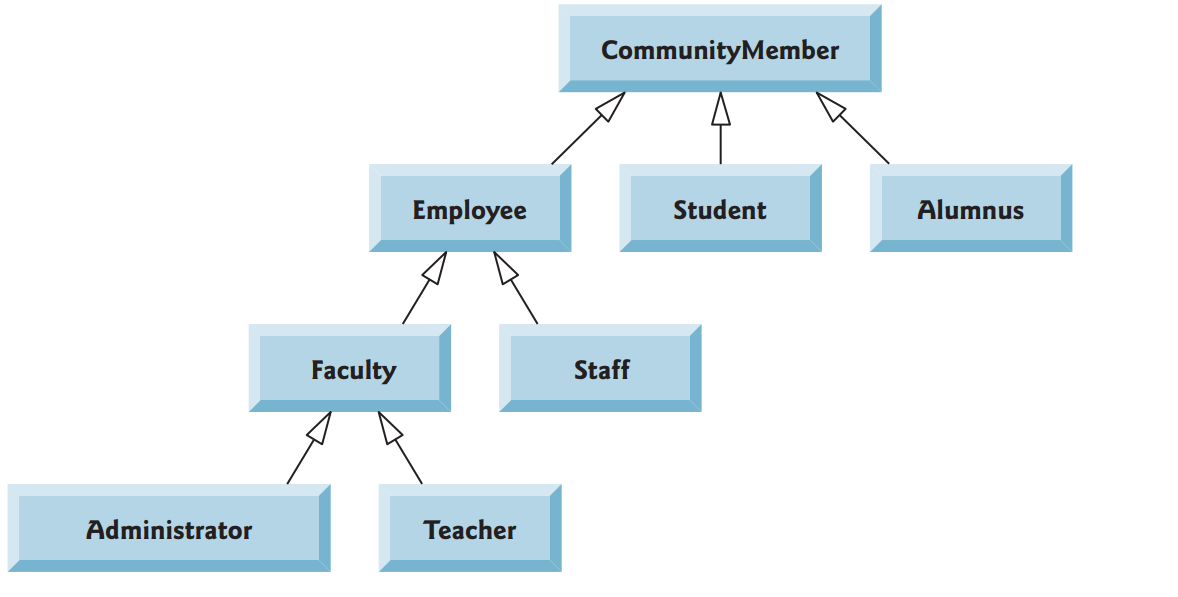 CommunityMember
Employee
Student
Alumnus
Faculty
Staff
Administrator
Teacher